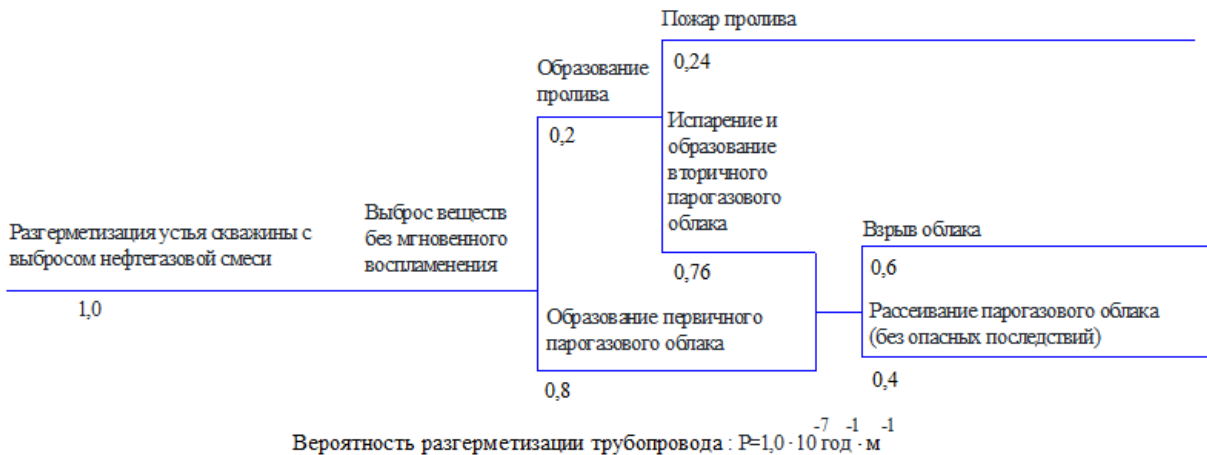 Пожар пролива
0,24
Образование
пролива
0,2
Испарение и
образование
вторичного
парогазового
облака
0,76
Разгерметизация устья скважины с
выбросом нефтегазовой смеси
1,0
Выброс веществ
без мгновенного
воспламенения
Образование первичного
парогазового облака
0,8
Взрыв облака
0,6
Рассеивание парогазового облака
(без опасных последствий)
0,4
Вероятность разгерметизации трубопровода : P=1,0 · 10⁻⁷ год⁻¹ · м⁻¹